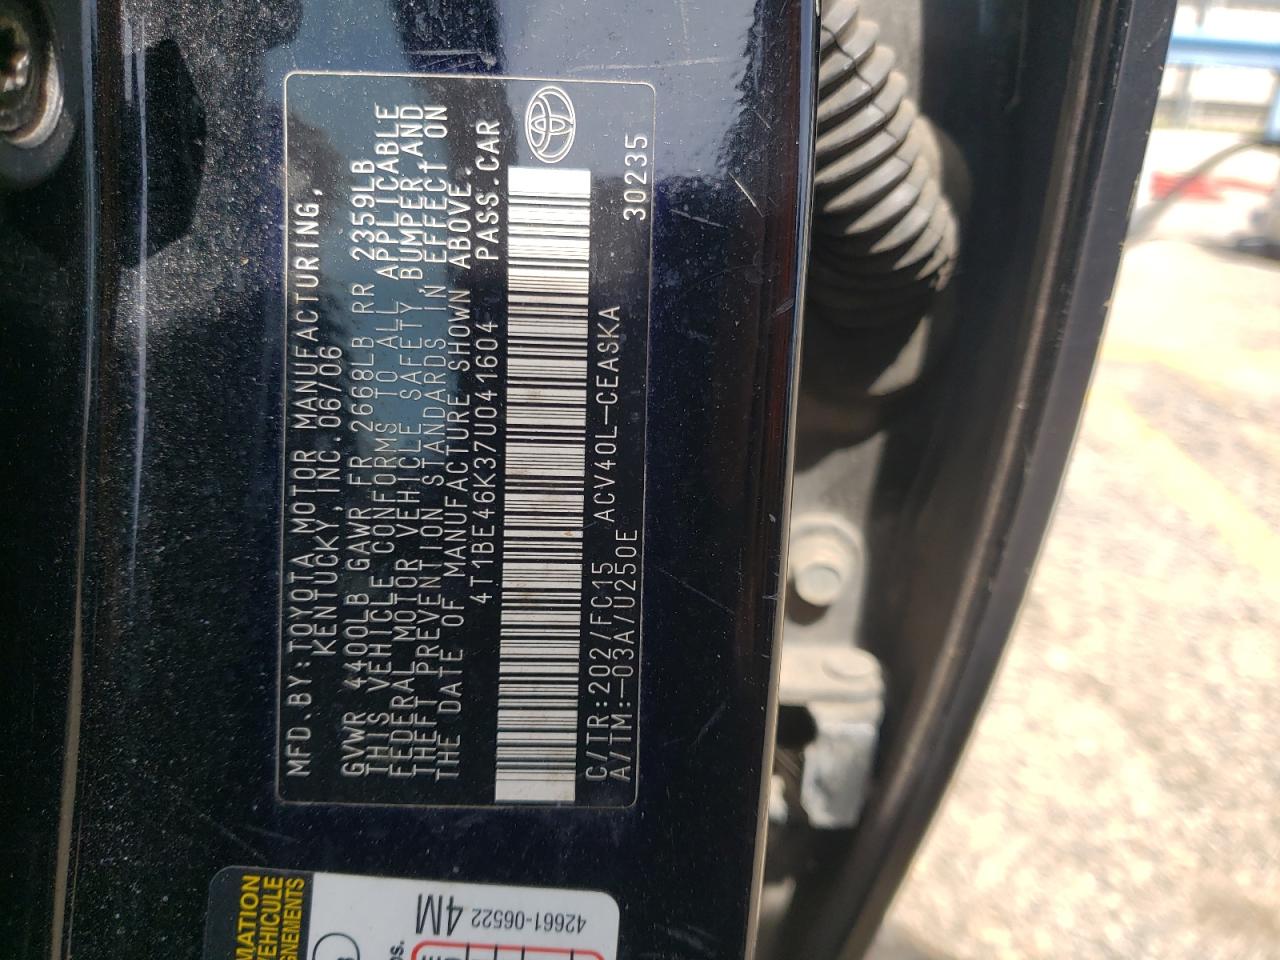 MFD.BY:TOYOTA MOTOR MANUFACTURING,
KENTUCKY,INC.06/06
GVWR 4400LB GAWR FR 2668LB RR 2359LB
THIS VEHICLE CONFORMS TO ALL APPLICABLE
FEDERAL MOTOR VEHICLE SAFETY BUMPER,AND
THEFT PREVENTION STANDARDS IN EFFECT ON
THE DATE OF MANUFACTURE SHOWN ABOVE.
4T1BE46K37U041604 PASS.CAR
C/TR:202/FC15 ACV40L-CEASKA
A/TM:-03A/U250E 30235
42661-06522
4M